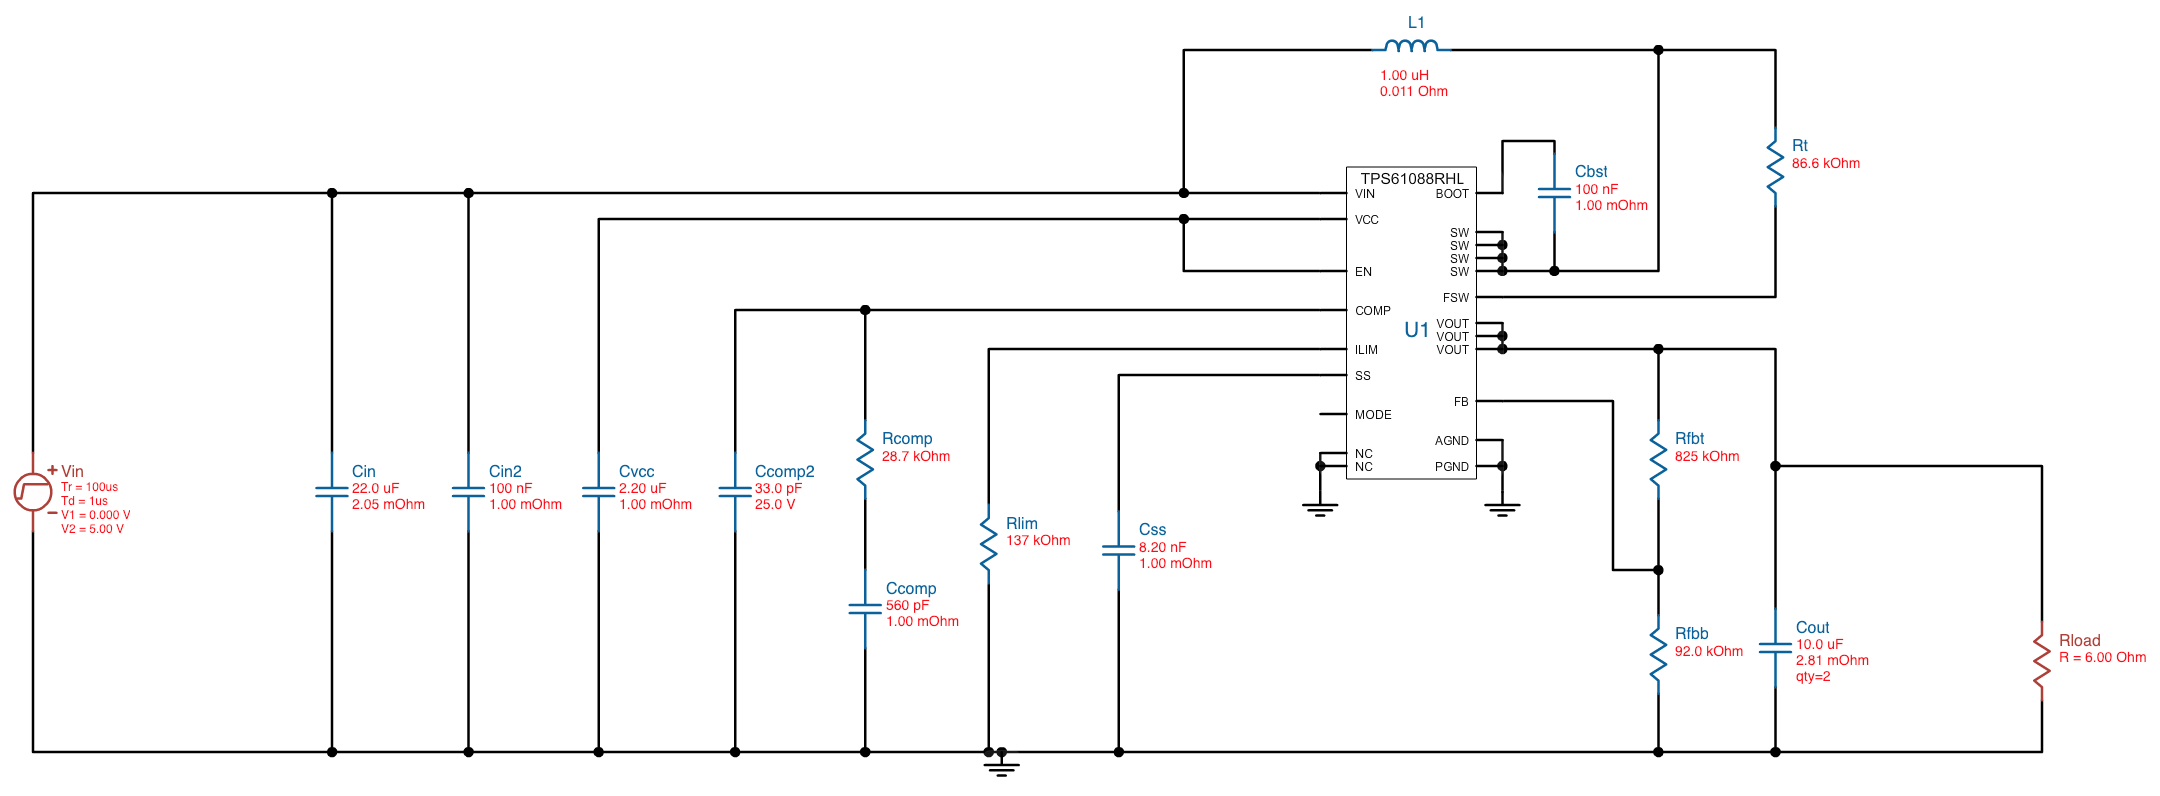 L1
1.00 uH
0.011 Ohm
Rt
86.6 kOhm
Cbst
100 nF
1.00 mOhm
TPS61088RHL
VIN
BOOT
VCC
SW
SW
SW
SW
EN
FSW
COMP
U1
VOUT
VOUT
VOUT
ILIM
SS
FB
MODE
AGND
NC
NC
PGND
+ Vin
Tr = 100us
Td = 1us
V1 = 0.000 V
V2 = 5.00 V
Cin
22.0 uF
2.05 mOhm
Cin2
100 nF
1.00 mOhm
Cvcc
2.20 uF
1.00 mOhm
Ccomp2
33.0 pF
25.0 V
Rcomp
28.7 kOhm
Ccomp
560 pF
1.00 mOhm
Rlim
137 kOhm
Css
8.20 nF
1.00 mOhm
Rfbt
825 kOhm
Rfbb
92.0 kOhm
Cout
10.0 uF
2.81 mOhm
qty=2
Rload
R = 6.00 Ohm